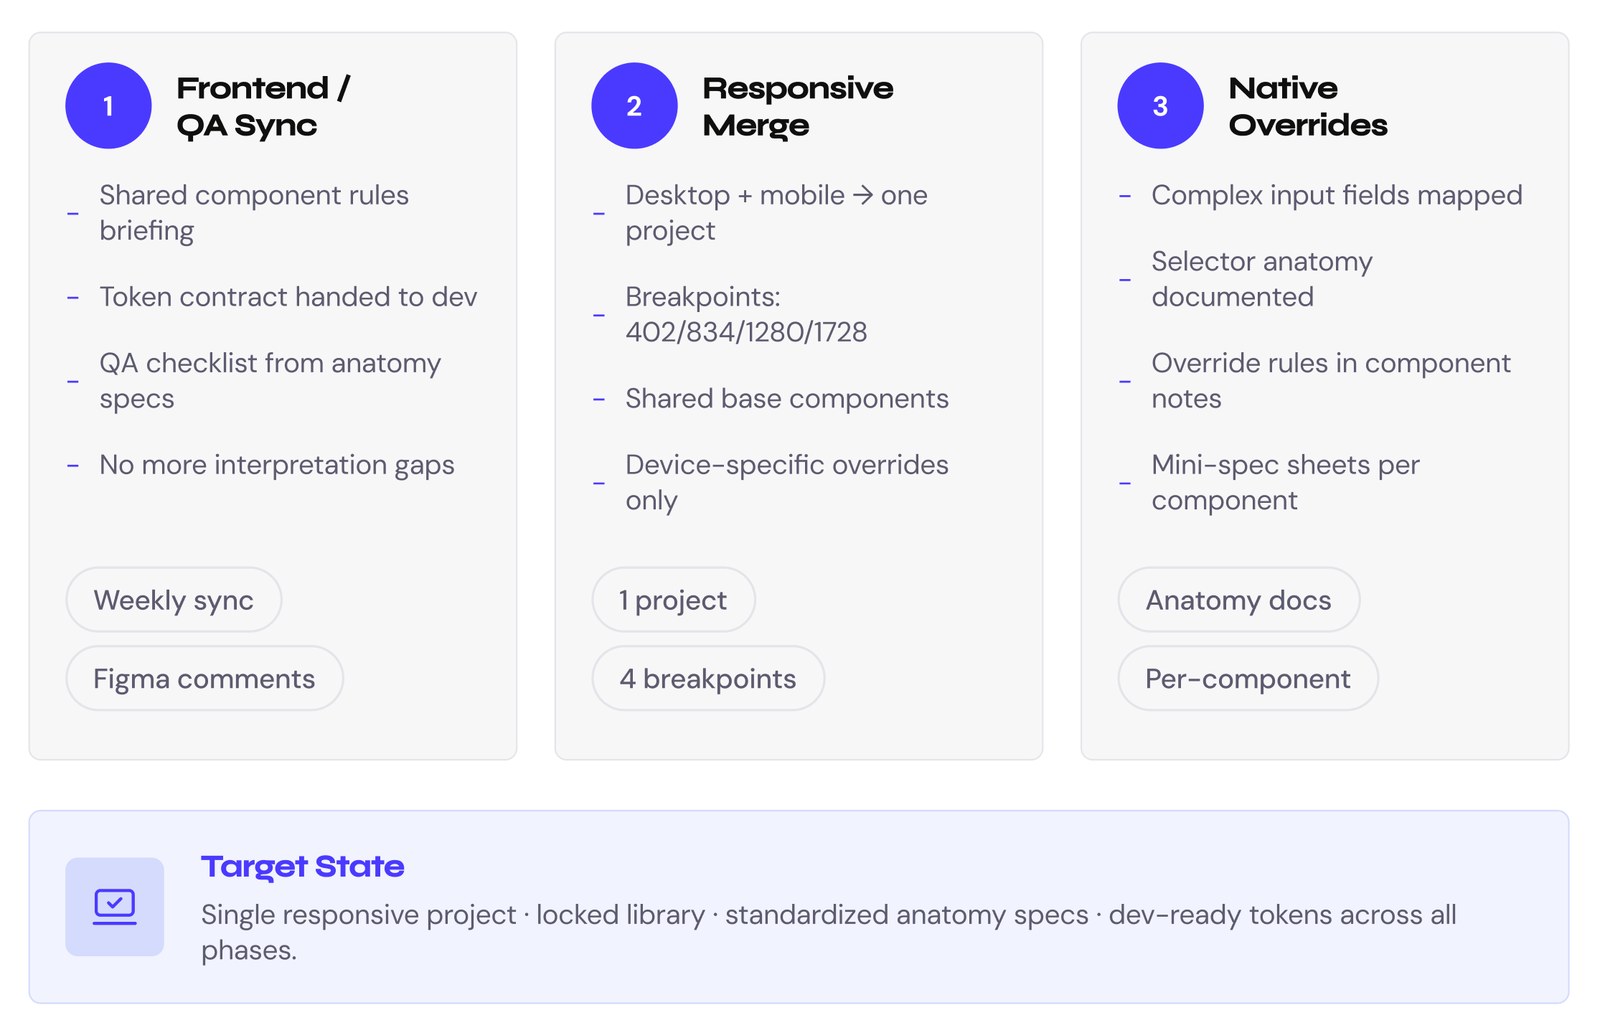 1
Frontend /
QA Sync
– Shared component rules
briefing
– Token contract handed to dev
– QA checklist from anatomy
specs
– No more interpretation gaps
Weekly sync
Figma comments
2
Responsive
Merge
– Desktop + mobile → one
project
– Breakpoints:
402/834/1280/1728
– Shared base components
– Device-specific overrides
only
1 project
4 breakpoints
3
Native
Overrides
– Complex input fields mapped
– Selector anatomy
documented
– Override rules in component
notes
– Mini-spec sheets per
component
Anatomy docs
Per-component
Target State
Single responsive project · locked library · standardized anatomy specs · dev-ready tokens across all
phases.